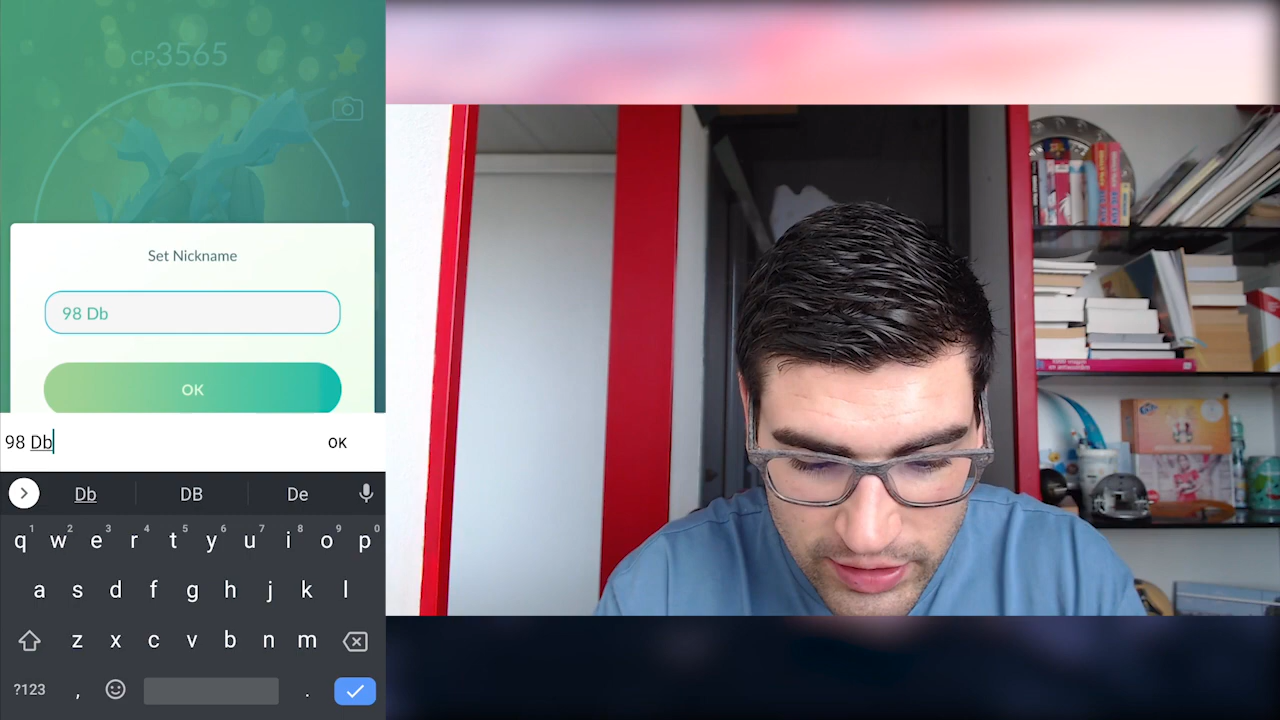 CP3565
Set Nickname
98 Db
OK
98 Db OK
Db DB De
1 2 3 4 5 6 7 8 9 0
q w e r t y u i o p
a s d f g h j k l
z x c v b n m
?123 , .